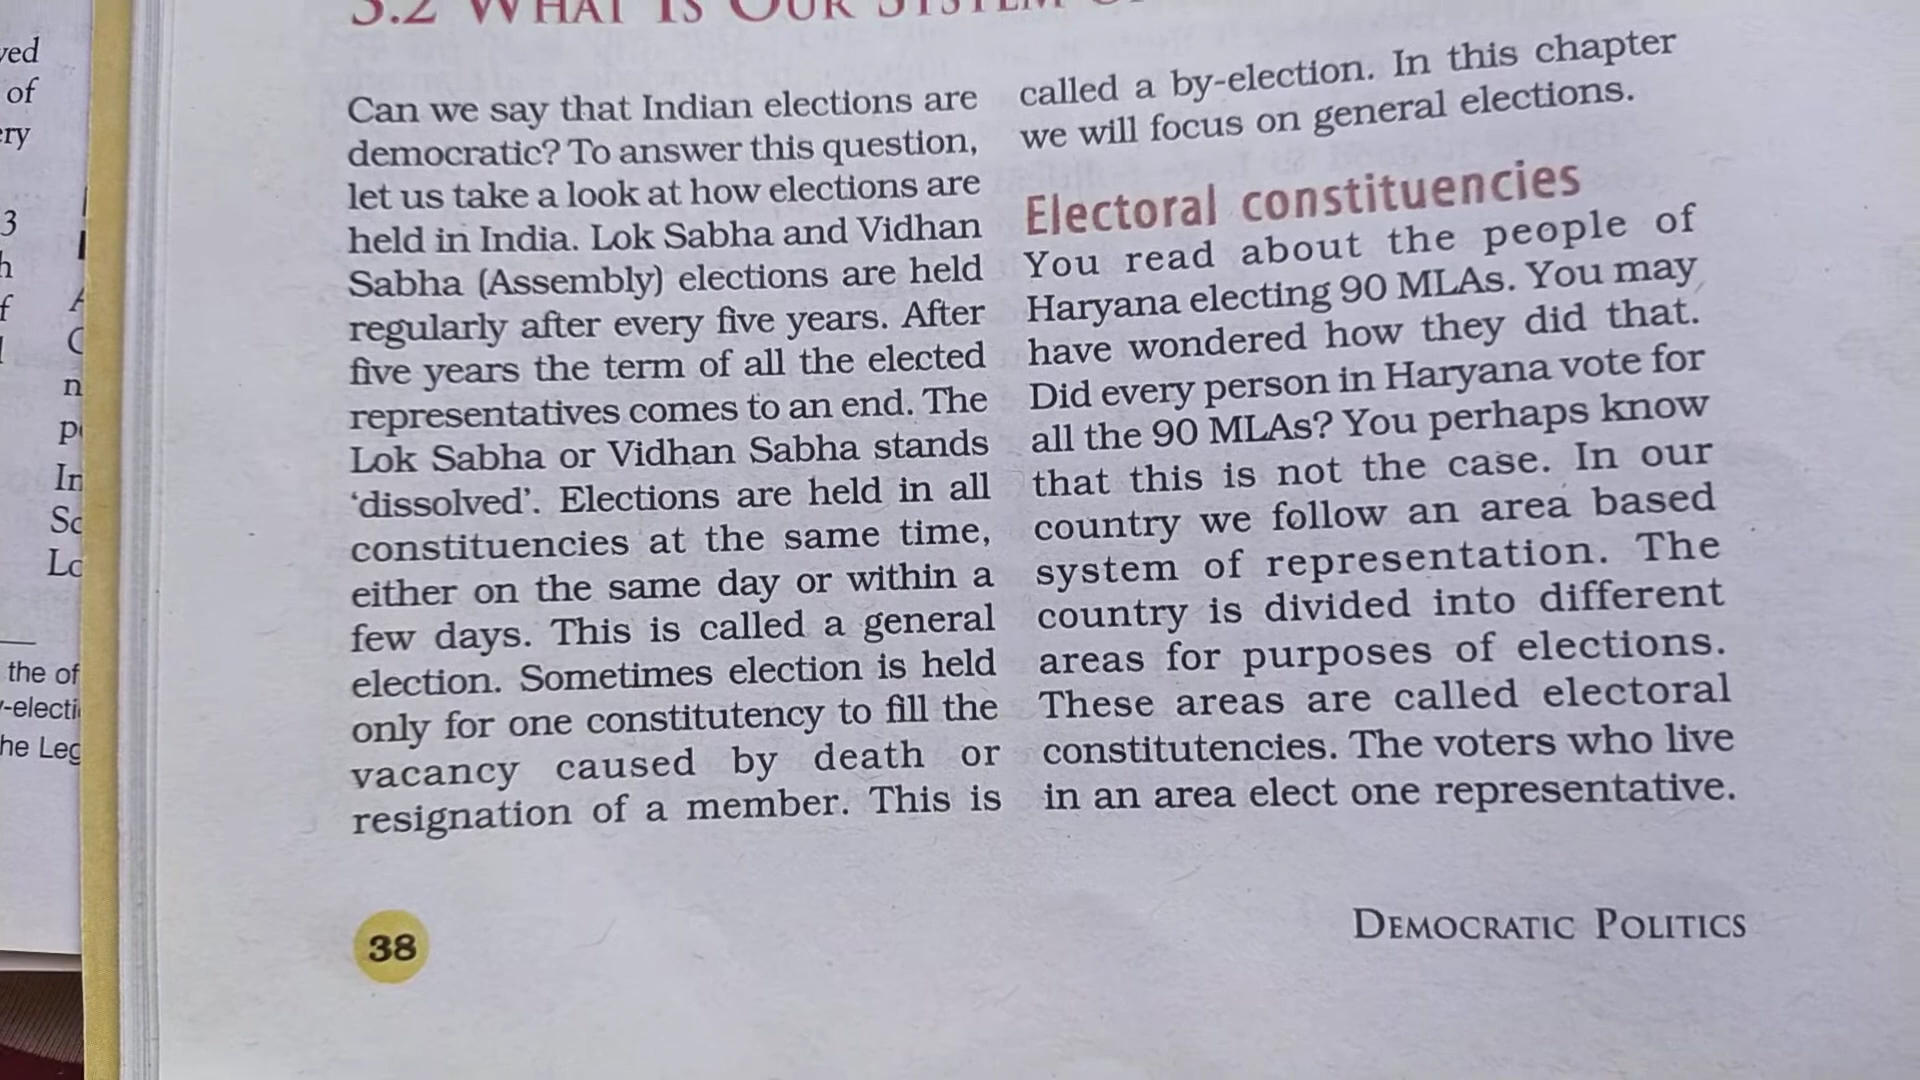 3.2 WHAT IS OUR SYSTEM
Can we say that Indian elections are
democratic? To answer this question,
let us take a look at how elections are
held in India. Lok Sabha and Vidhan
Sabha (Assembly) elections are held
regularly after every five years. After
five years the term of all the elected
representatives comes to an end. The
Lok Sabha or Vidhan Sabha stands
‘dissolved’. Elections are held in all
constituencies at the same time,
either on the same day or within a
few days. This is called a general
election. Sometimes election is held
only for one constitutency to fill the
vacancy caused by death or
resignation of a member. This is
called a by-election. In this chapter
we will focus on general elections.
Electoral constituencies
You read about the people of
Haryana electing 90 MLAs. You may
have wondered how they did that.
Did every person in Haryana vote for
all the 90 MLAs? You perhaps know
that this is not the case. In our
country we follow an area based
system of representation. The
country is divided into different
areas for purposes of elections.
These areas are called electoral
constitutencies. The voters who live
in an area elect one representative.
38
DEMOCRATIC POLITICS
of
3
the of